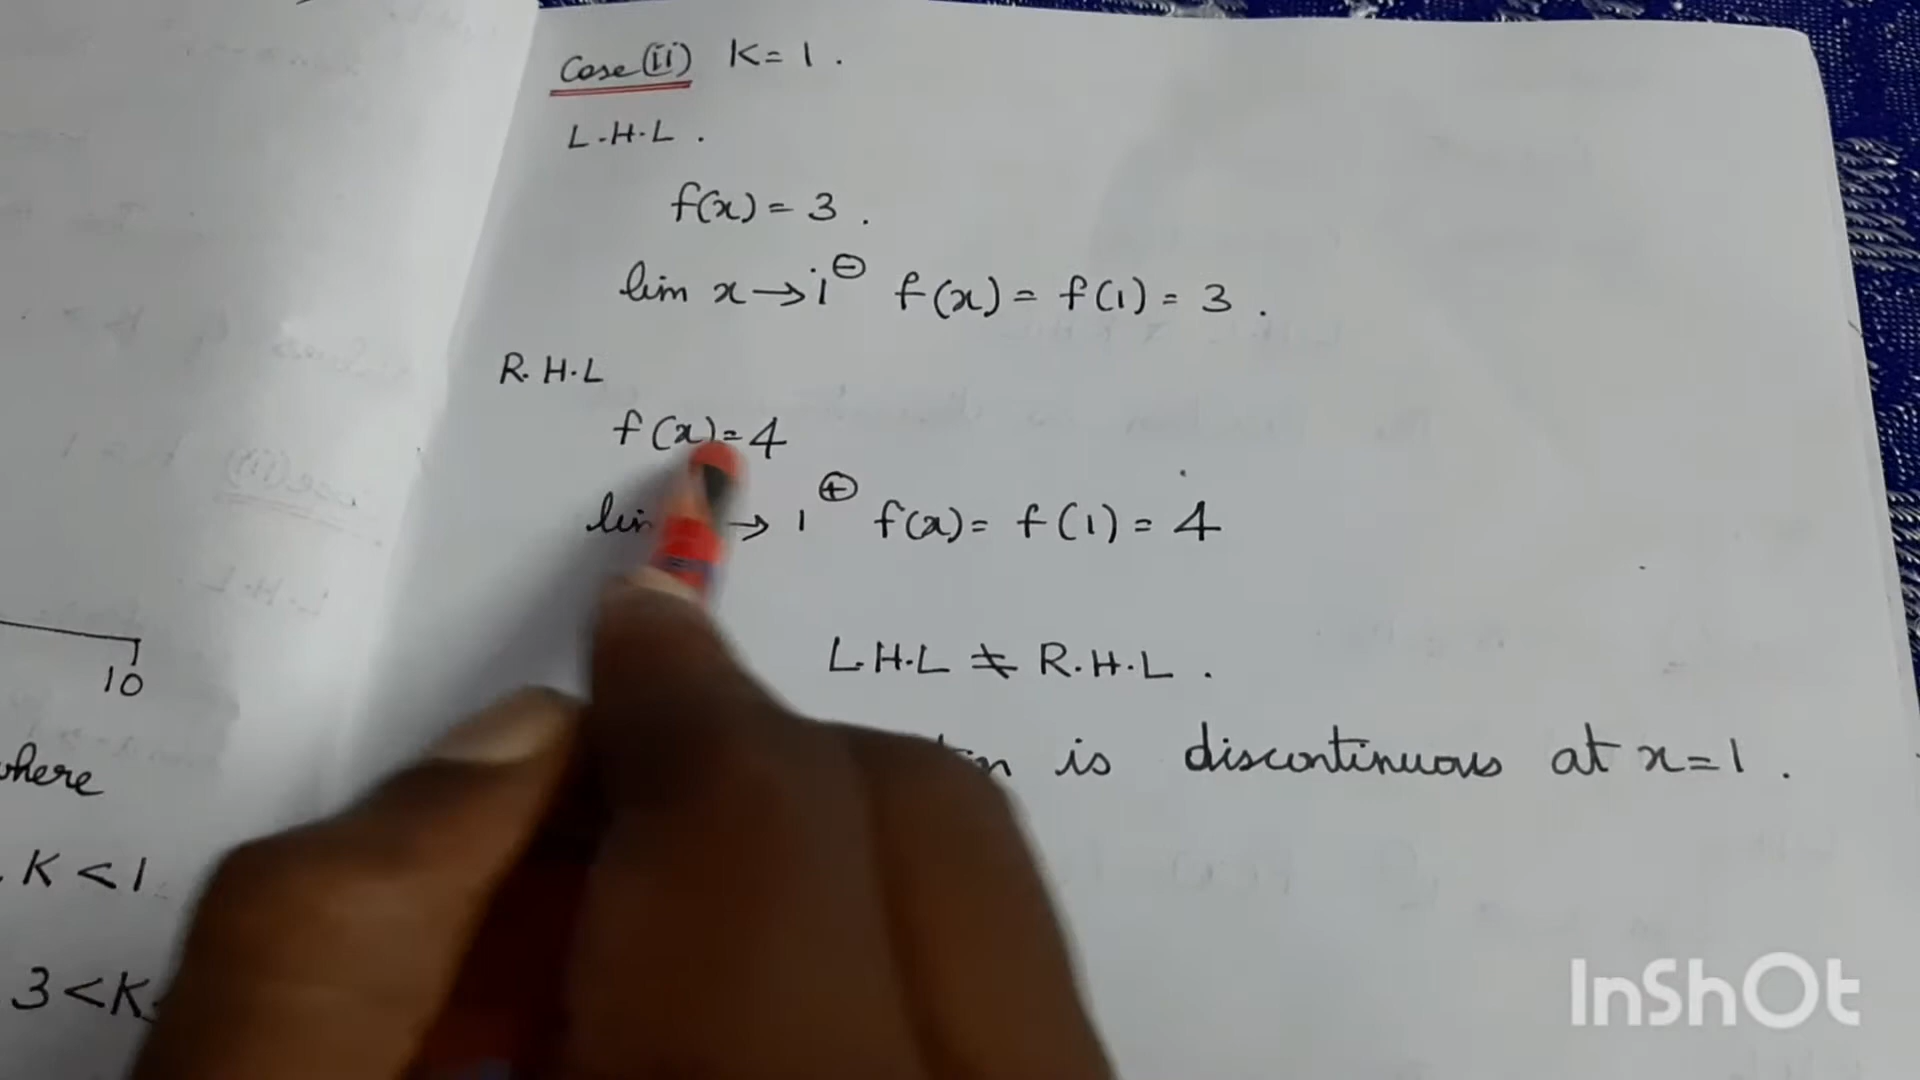 Case (ii) K = 1 .
L.H.L .
f(x) = 3 .
lim x → 1⊖ f(x) = f(1) = 3 .
R.H.L
f(x) = 4
→ 1⊕ f(x) = f(1) = 4
L.H.L ≠ R.H.L .
is discontinuous at x = 1 .
10
K < 1
3 < K
InShOt